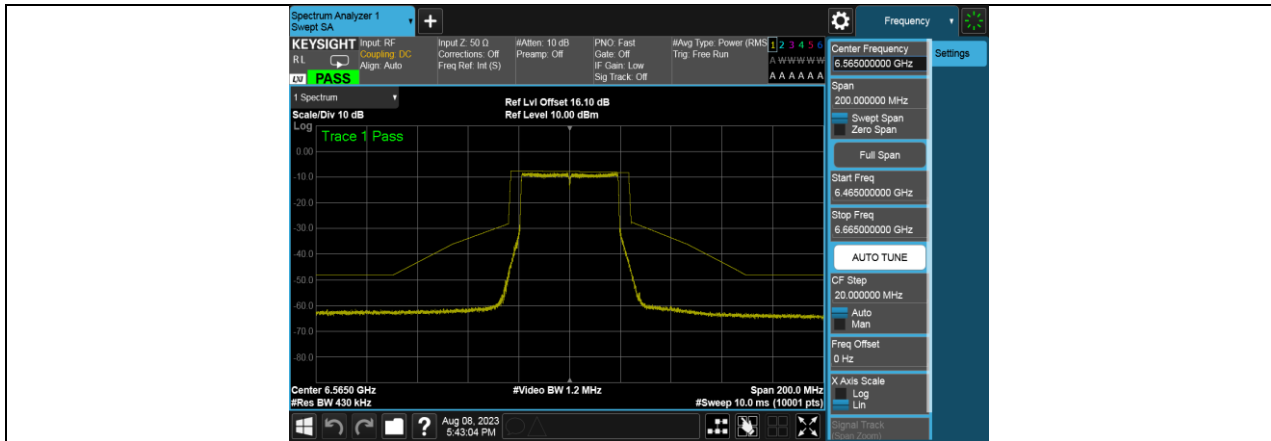 Spectrum Analyzer 1
Swept SA
+
Frequency
KEYSIGHT
RL
LXI
PASS
Input: RF
Coupling: DC
Align: Auto
Input Z: 50 Ω
Corrections: Off
Freq Ref: Int (S)
#Atten: 10 dB
Preamp: Off
PNO: Fast
Gate: Off
IF Gain: Low
Sig Track: Off
#Avg Type: Power (RMS
Trig: Free Run
1 2 3 4 5 6
A W W W W W
A A A A A A
Center Frequency
6.565000000 GHz
Settings
1 Spectrum
Scale/Div 10 dB
Ref Lvl Offset 16.10 dB
Ref Level 10.00 dBm
Log
Trace 1 Pass
0.00
-10.0
-20.0
-30.0
-40.0
-50.0
-60.0
-70.0
-80.0
Span
200.000000 MHz
Swept Span
Zero Span
Full Span
Start Freq
6.465000000 GHz
Stop Freq
6.665000000 GHz
AUTO TUNE
CF Step
20.000000 MHz
Auto
Man
Freq Offset
0 Hz
X Axis Scale
Log
Lin
Signal Track
(Span Zoom)
Center 6.5650 GHz
#Res BW 430 kHz
#Video BW 1.2 MHz
Span 200.0 MHz
#Sweep 10.0 ms (10001 pts)
?
Aug 08, 2023
5:43:04 PM